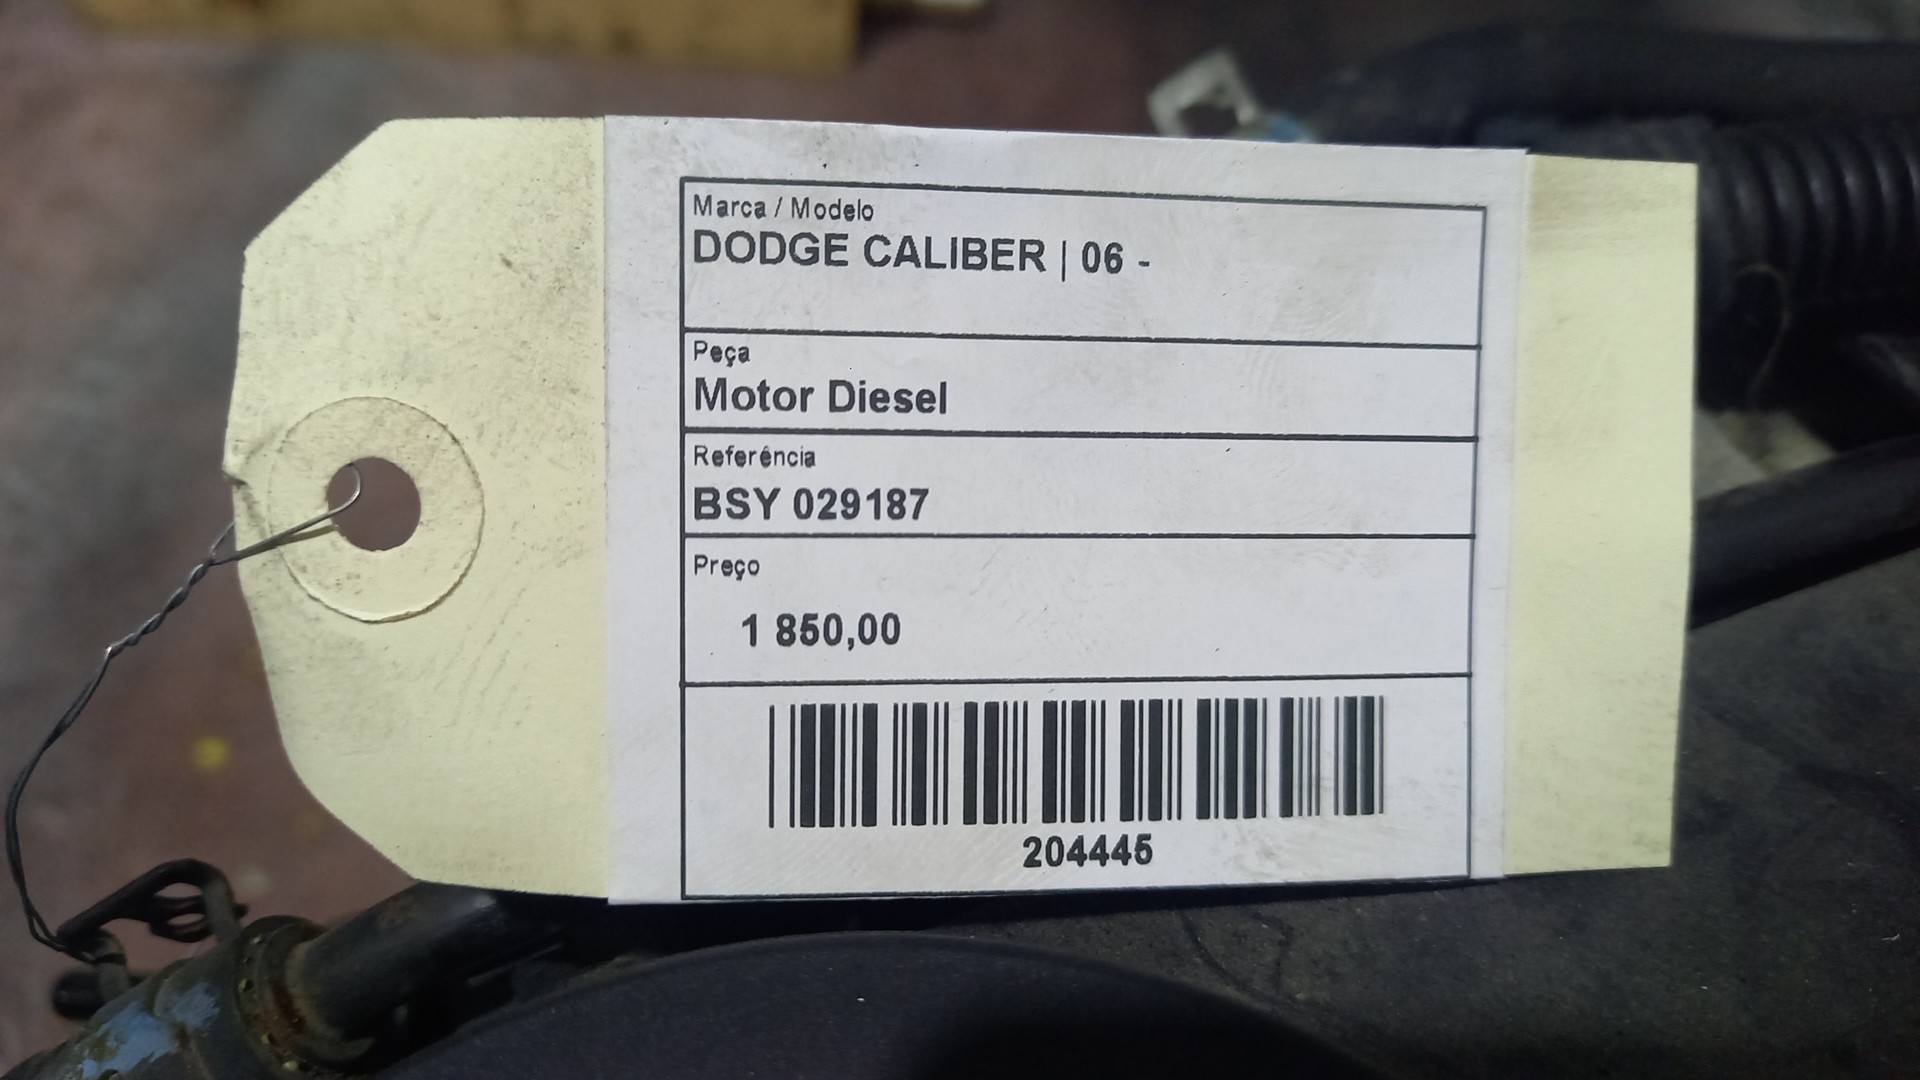 Marca / Modelo
DODGE CALIBER | 06 -
Peça
Motor Diesel
Referência
BSY 029187
Preço
1 850,00
204445